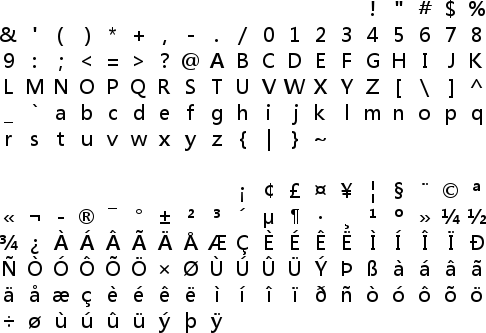 ! " # $ %
& ' ( ) * + , - . / 0 1 2 3 4 5 6 7 8
9 : ; < = > ? @ A B C D E F G H I J K
L M N O P Q R S T U V W X Y Z [ \ ] ^
_ ` a b c d e f g h i j k l m n o p q
r s t u v w x y z { | } ~
¡ ¢ £ ¤ ¥ ¦ § ¨ © ª
« ¬ - ® ¯ ° ± ² ³ ´ µ ¶ · ¸ ¹ º » ¼ ½
¾ ¿ À Á Â Ã Ä Å Æ Ç È É Ê Ë Ì Í Î Ï Ð
Ñ Ò Ó Ô Õ Ö × Ø Ù Ú Û Ü Ý Þ ß à á â ã
ä å æ ç è é ê ë ì í î ï ð ñ ò ó ô õ ö
÷ ø ù ú û ü ý þ ÿ